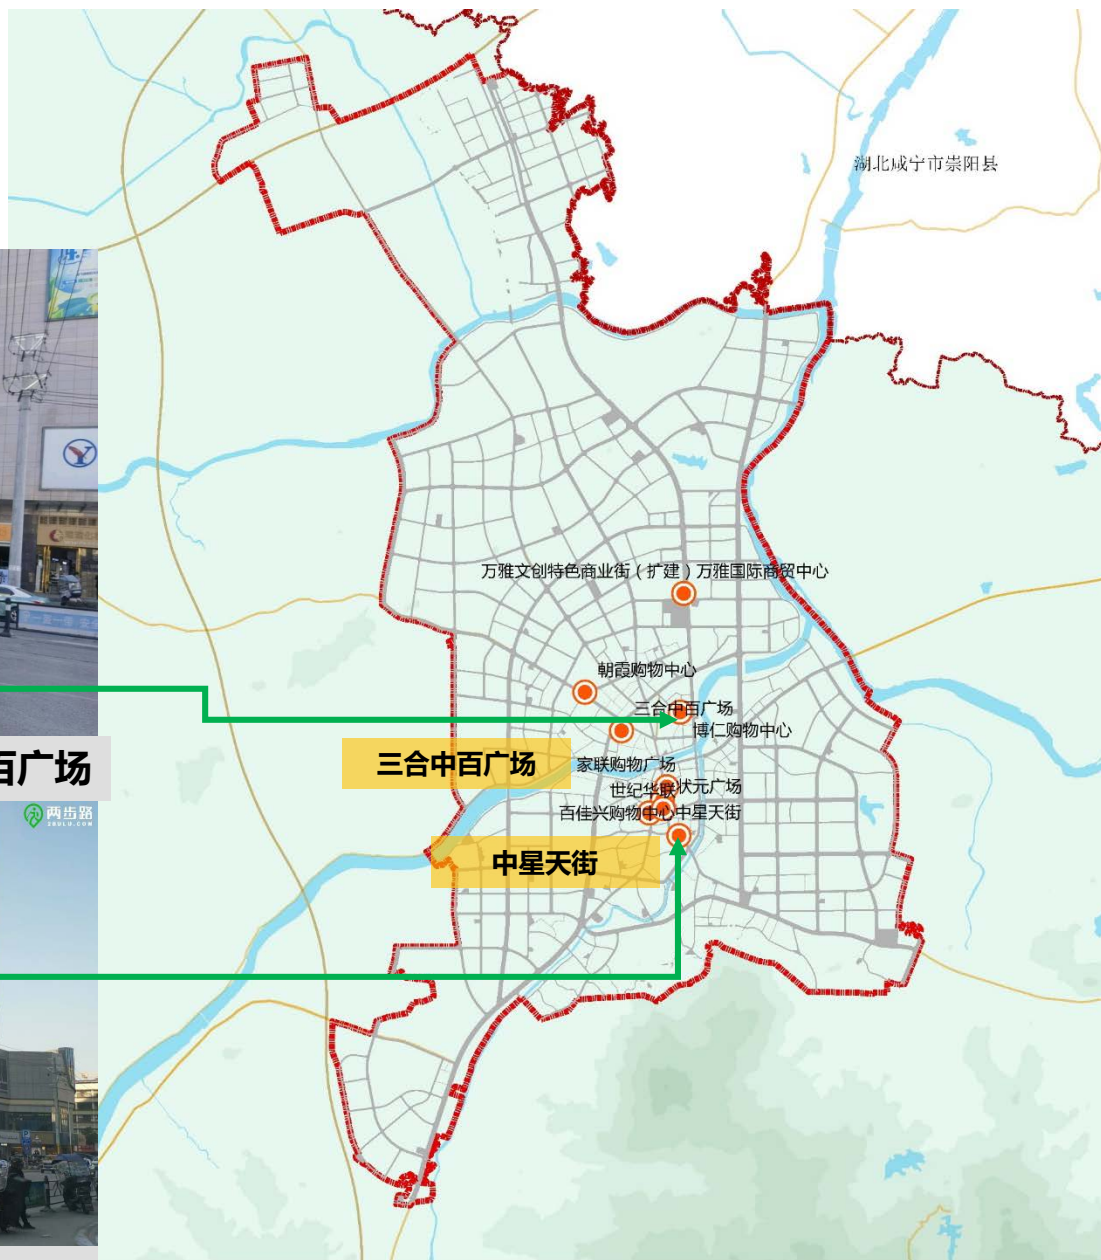 湖北咸宁市崇阳县
万雅文创特色商业街（扩建）万雅国际商贸中心
朝霞购物中心
三合中百广场
博仁购物中心
百广场
三合中百广场
家联购物广场
世纪华联
状元广场
两步路
2BULU.COM
百佳兴购物中心中星天街
中星天街